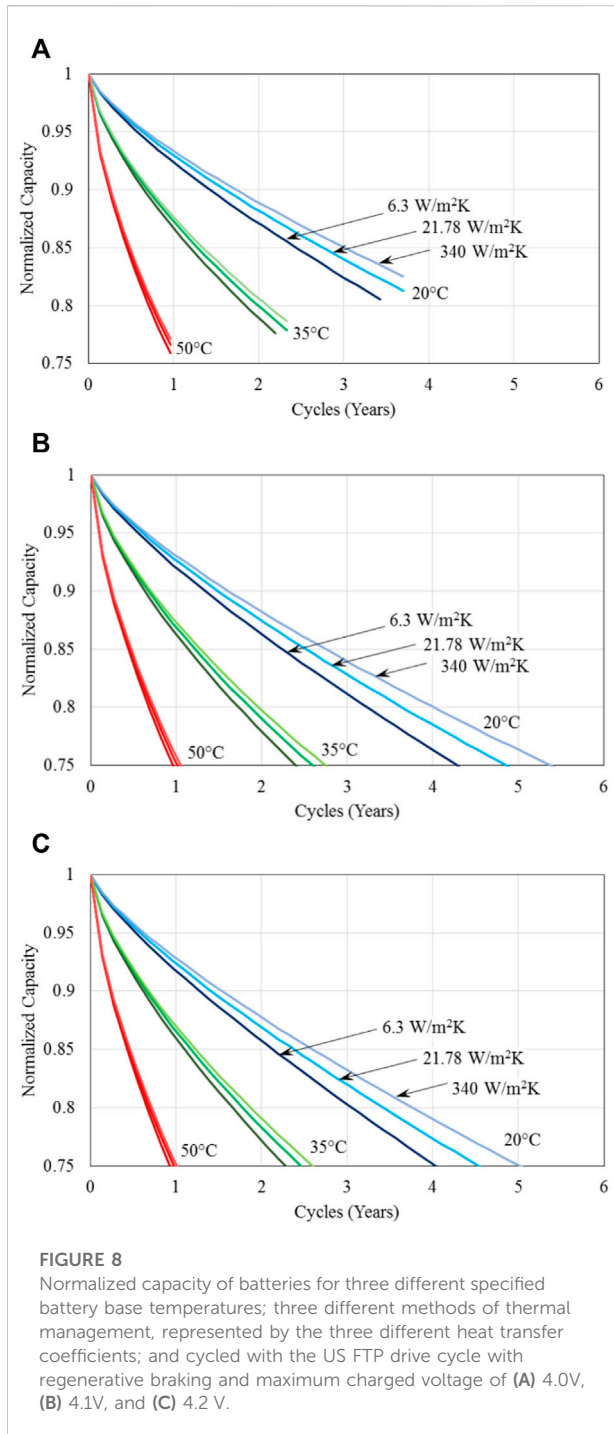 A
1
0.95
0.9
0.85
0.8
0.75
Normalized Capacity
6.3 W/m²K
21.78 W/m²K
340 W/m²K
20°C
35°C
50°C
0 1 2 3 4 5 6
Cycles (Years)
B
1
0.95
0.9
0.85
0.8
0.75
Normalized Capacity
6.3 W/m²K
21.78 W/m²K
340 W/m²K
20°C
35°C
50°C
0 1 2 3 4 5 6
Cycles (Years)
C
1
0.95
0.9
0.85
0.8
0.75
Normalized Capacity
6.3 W/m²K
21.78 W/m²K
340 W/m²K
20°C
35°C
50°C
0 1 2 3 4 5 6
Cycles (Years)
FIGURE 8
Normalized capacity of batteries for three different specified
battery base temperatures; three different methods of thermal
management, represented by the three different heat transfer
coefficients; and cycled with the US FTP drive cycle with
regenerative braking and maximum charged voltage of (A) 4.0V,
(B) 4.1V, and (C) 4.2 V.